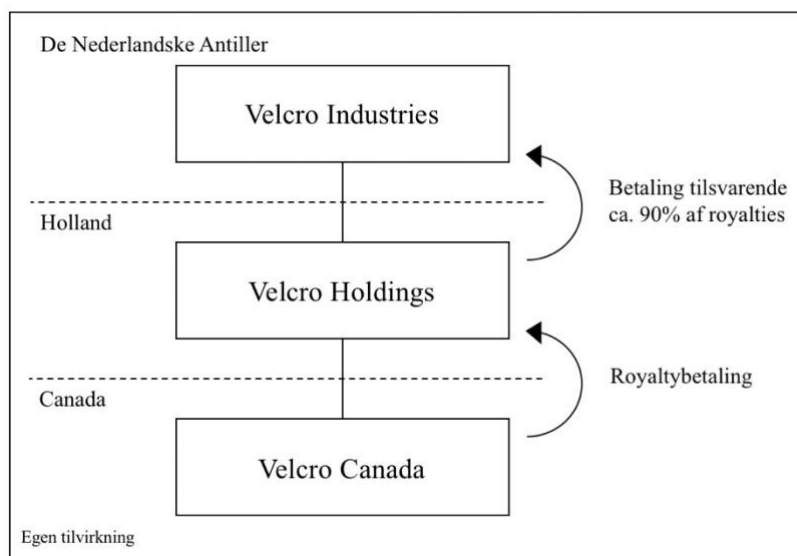 De Nederlandske Antiller
Velcro Industries
Betaling tilsvarende
ca. 90% af royalties
Holland
Velcro Holdings
Royaltybetaling
Canada
Velcro Canada
Egen tilvirkning